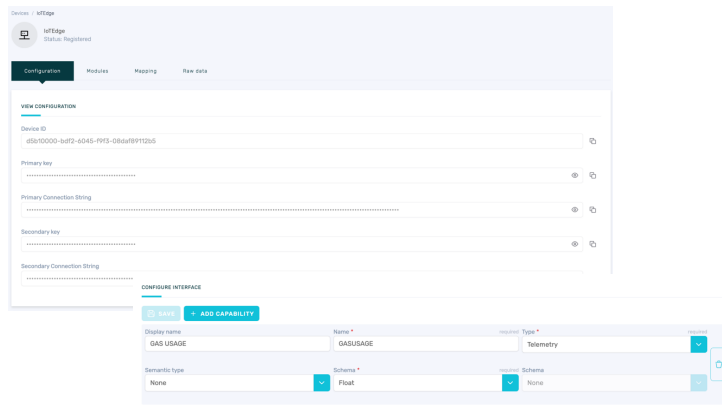 Devices / IoTEdge
IoTEdge
Status: Registered
Configuration Modules Mapping Raw data
VIEW CONFIGURATION
Device ID
d5b10000-bdf2-6045-f9f3-08daf89112b5
Primary key
Primary Connection String
Secondary key
Secondary Connection String
CONFIGURE INTERFACE
SAVE + ADD CAPABILITY
Display name Name * required Type * required
GAS USAGE GASUSAGE Telemetry
Semantic type Schema * required Schema
None Float None